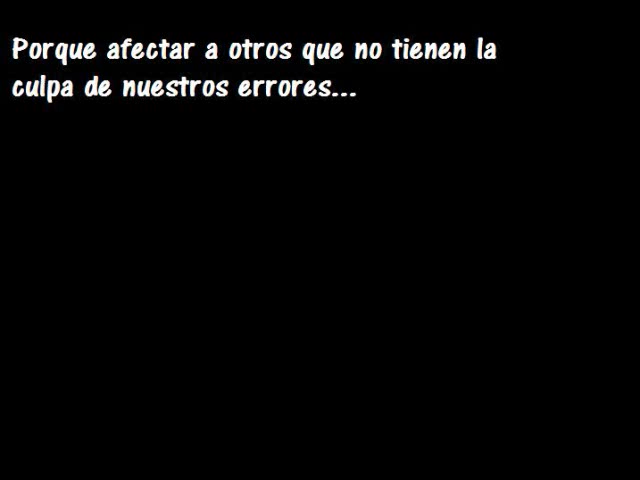 Porque afectar a otros que no tienen la
culpa de nuestros errores...